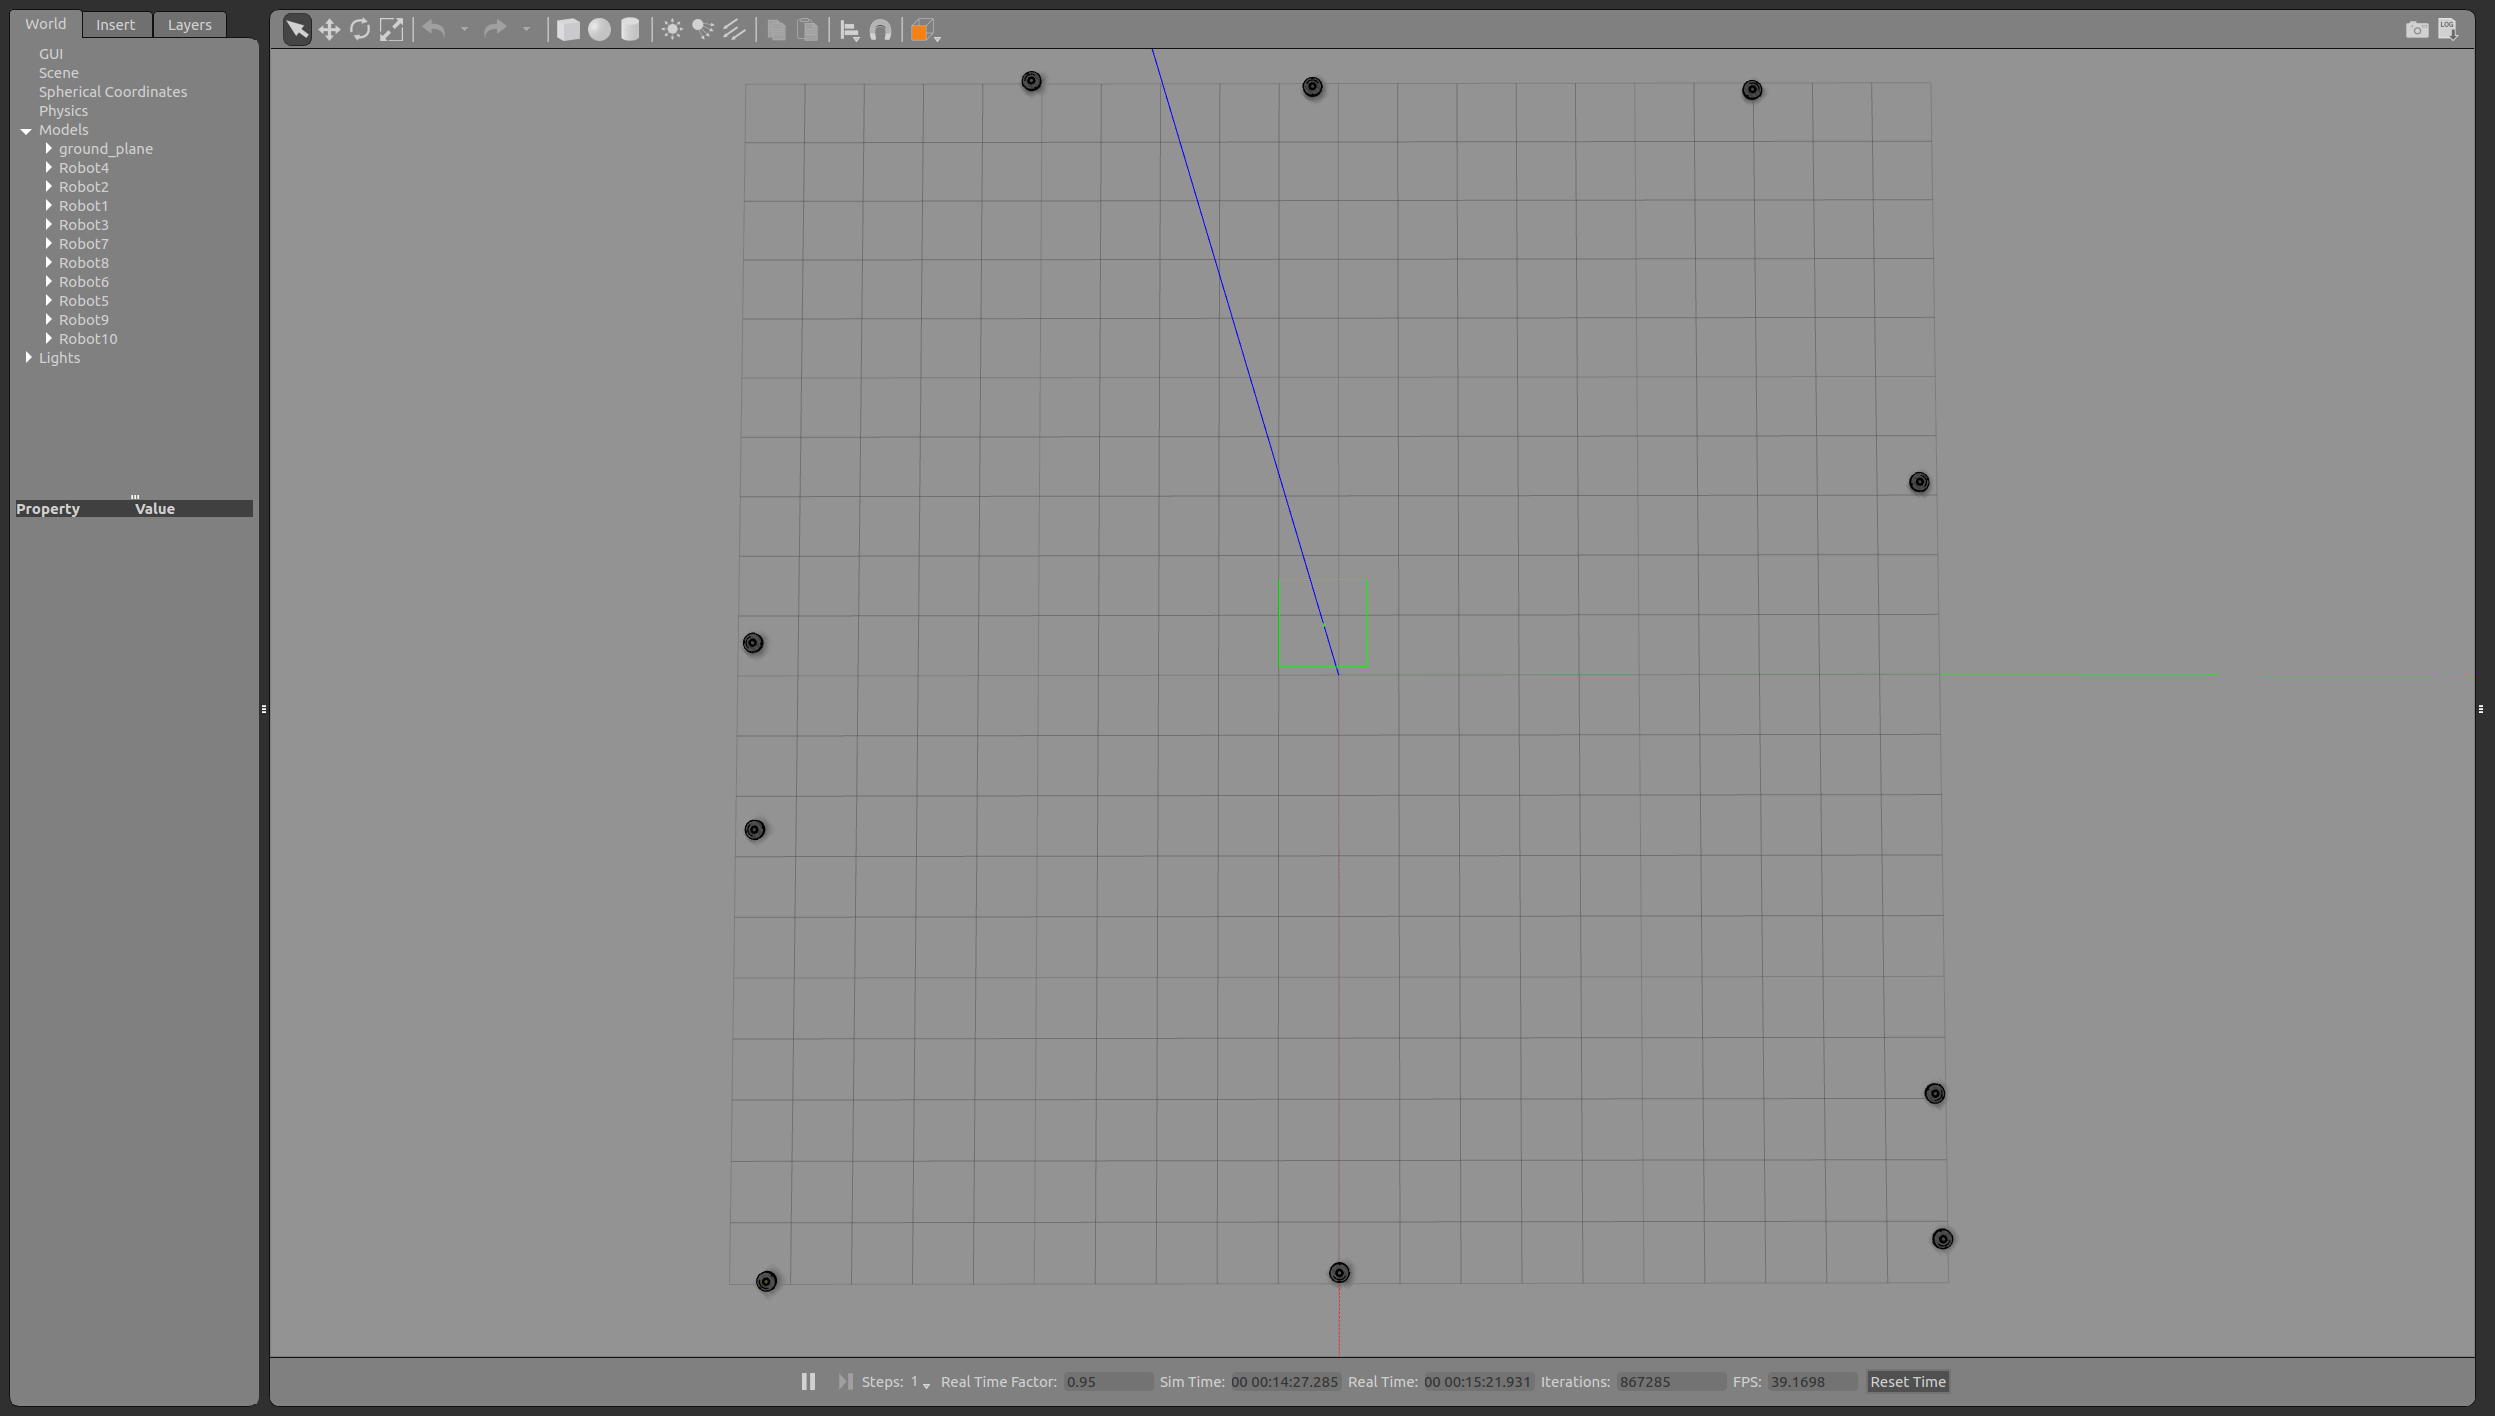 World Insert Layers
GUI
Scene
Spherical Coordinates
Physics
Models
ground_plane
Robot4
Robot2
Robot1
Robot3
Robot7
Robot8
Robot6
Robot5
Robot9
Robot10
Lights
Property Value
LOG
Steps: 1 Real Time Factor: 0.95 Sim Time: 00 00:14:27.285 Real Time: 00 00:15:21.931 Iterations: 867285 FPS: 39.1698 Reset Time